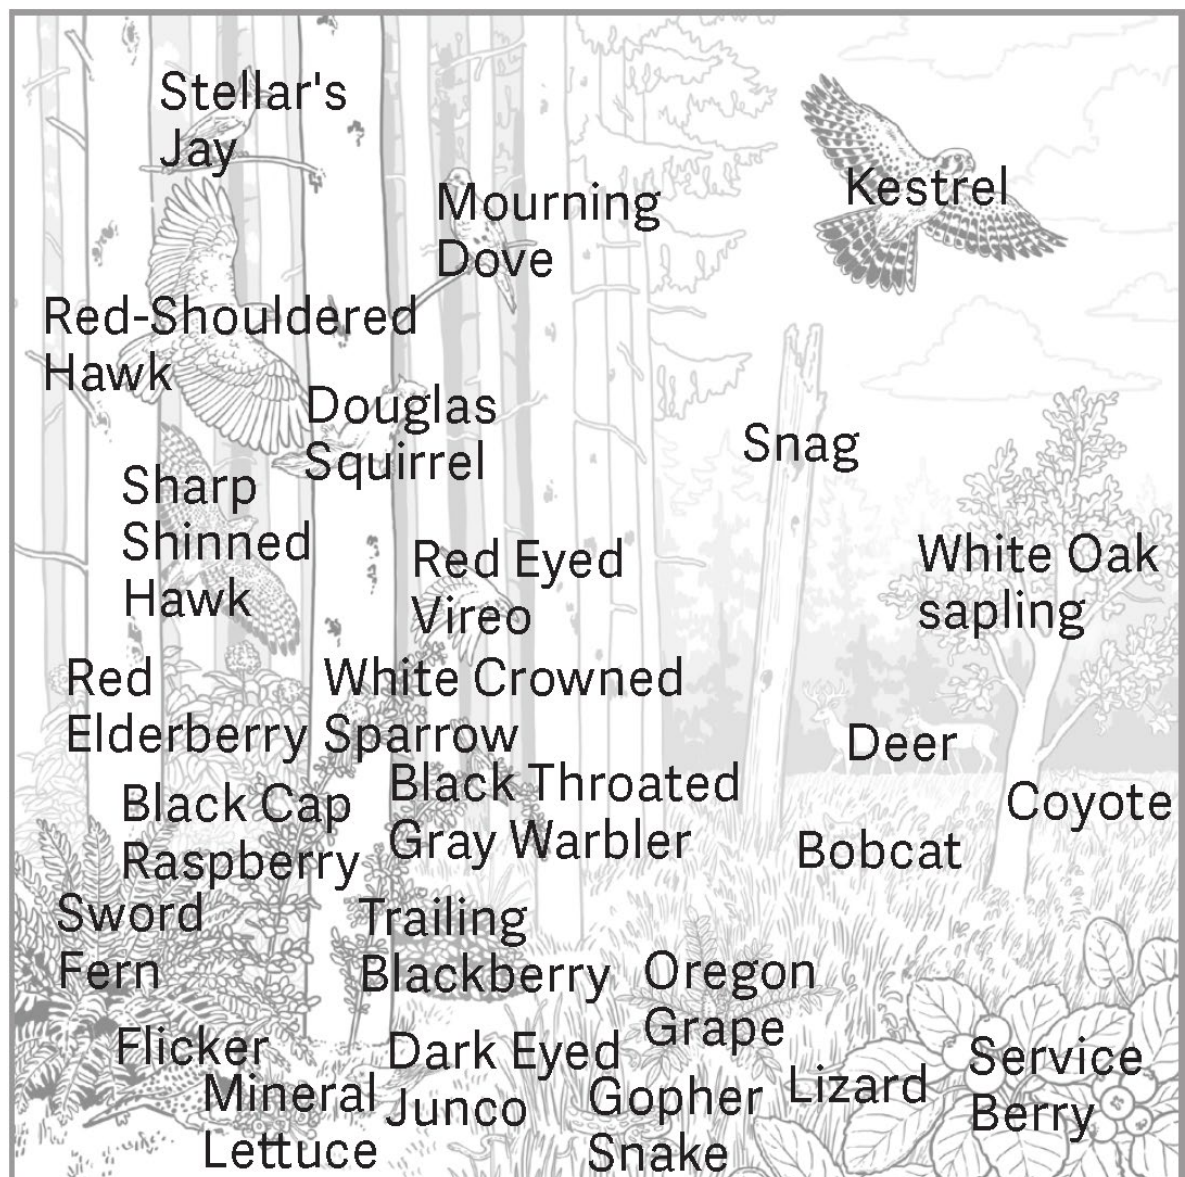 Stellar's
Jay
Mourning
Dove
Kestrel
Red-Shouldered
Hawk
Douglas
Squirrel
Snag
Sharp
Shinned
Hawk
Red Eyed
Vireo
White Oak
sapling
Red
Elderberry
White Crowned
Sparrow
Deer
Black Cap
Raspberry
Black Throated
Gray Warbler
Coyote
Bobcat
Sword
Fern
Trailing
Blackberry
Oregon
Grape
Flicker
Dark Eyed
Junco
Service
Berry
Mineral
Lettuce
Gopher
Snake
Lizard